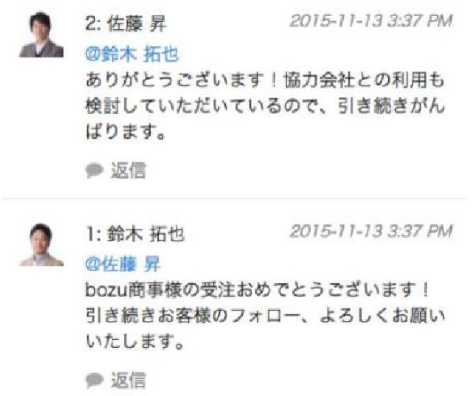 2: 佐藤 昇 2015-11-13 3:37 PM
@鈴木 拓也
ありがとうございます！協力会社との利用も
検討していただいているので、引き続きがん
ばります。
返信
1: 鈴木 拓也 2015-11-13 3:37 PM
@佐藤 昇
bozu商事様の受注おめでとうございます！
引き続きお客様のフォロー、よろしくお願い
いたします。
返信